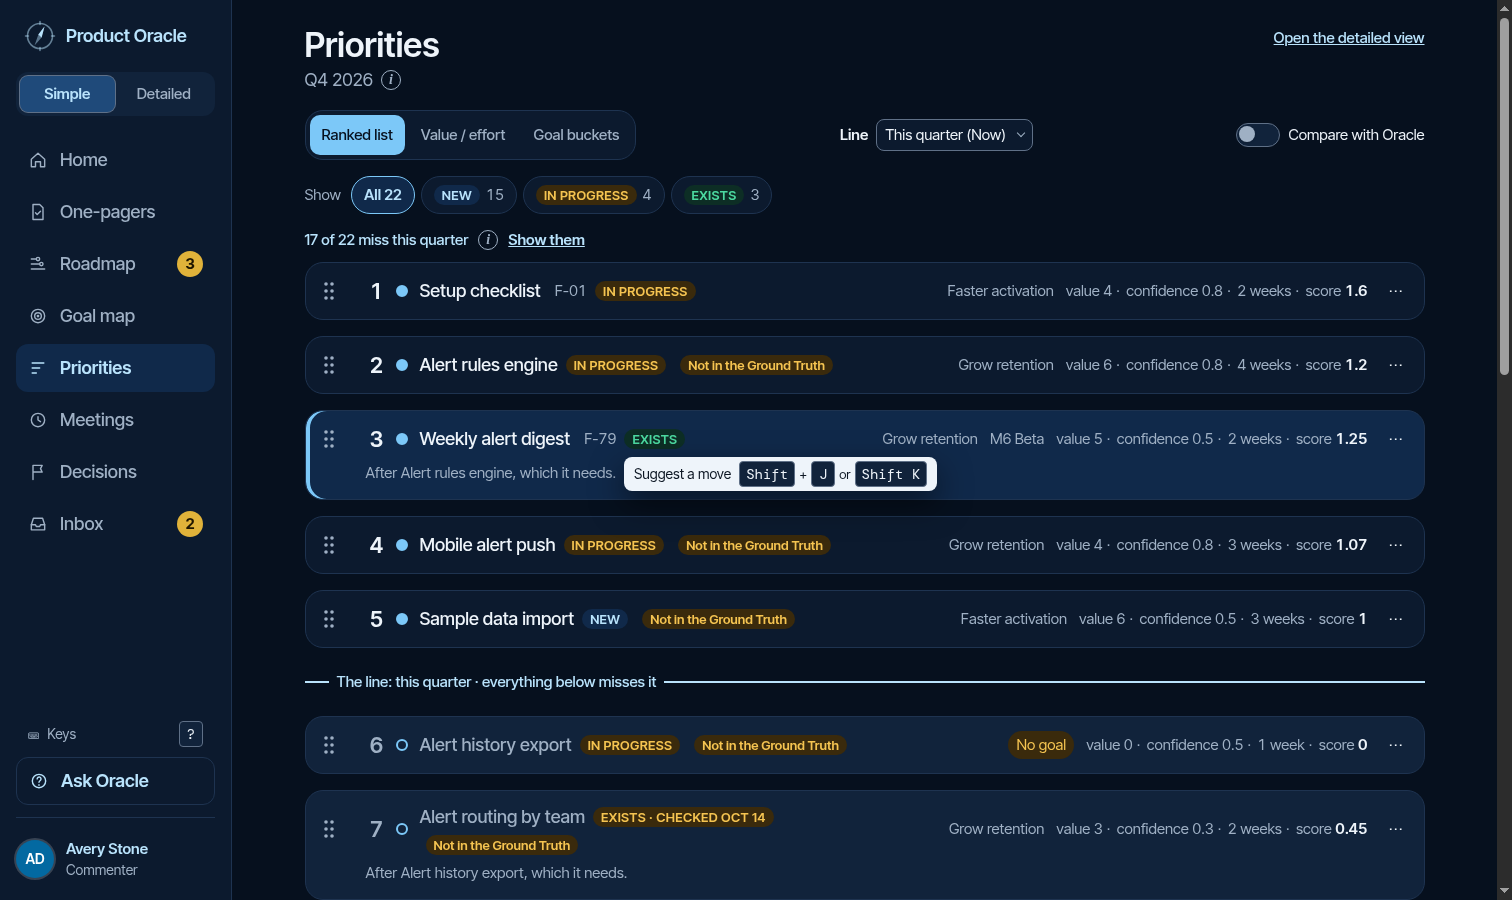 Product Oracle
Simple
Detailed
Home
One-pagers
Roadmap 3
Goal map
Priorities
Meetings
Decisions
Inbox 2
Keys ?
Ask Oracle
AD
Avery Stone
Commenter
Priorities
Open the detailed view
Q4 2026 i
Ranked list Value / effort Goal buckets
Line This quarter (Now)
Compare with Oracle
Show All 22 NEW 15 IN PROGRESS 4 EXISTS 3
17 of 22 miss this quarter i Show them
1 Setup checklist F-01 IN PROGRESS Faster activation value 4 · confidence 0.8 · 2 weeks · score 1.6 ...
2 Alert rules engine IN PROGRESS Not in the Ground Truth Grow retention value 6 · confidence 0.8 · 4 weeks · score 1.2 ...
3 Weekly alert digest F-79 EXISTS Grow retention M6 Beta value 5 · confidence 0.5 · 2 weeks · score 1.25 ...
After Alert rules engine, which it needs.
Suggest a move Shift + J or Shift K
4 Mobile alert push IN PROGRESS Not in the Ground Truth Grow retention value 4 · confidence 0.8 · 3 weeks · score 1.07 ...
5 Sample data import NEW Not in the Ground Truth Faster activation value 6 · confidence 0.5 · 3 weeks · score 1 ...
The line: this quarter · everything below misses it
6 Alert history export IN PROGRESS Not in the Ground Truth No goal value 0 · confidence 0.5 · 1 week · score 0 ...
7 Alert routing by team EXISTS · CHECKED OCT 14 Grow retention value 3 · confidence 0.3 · 2 weeks · score 0.45 ...
Not in the Ground Truth
After Alert history export, which it needs.